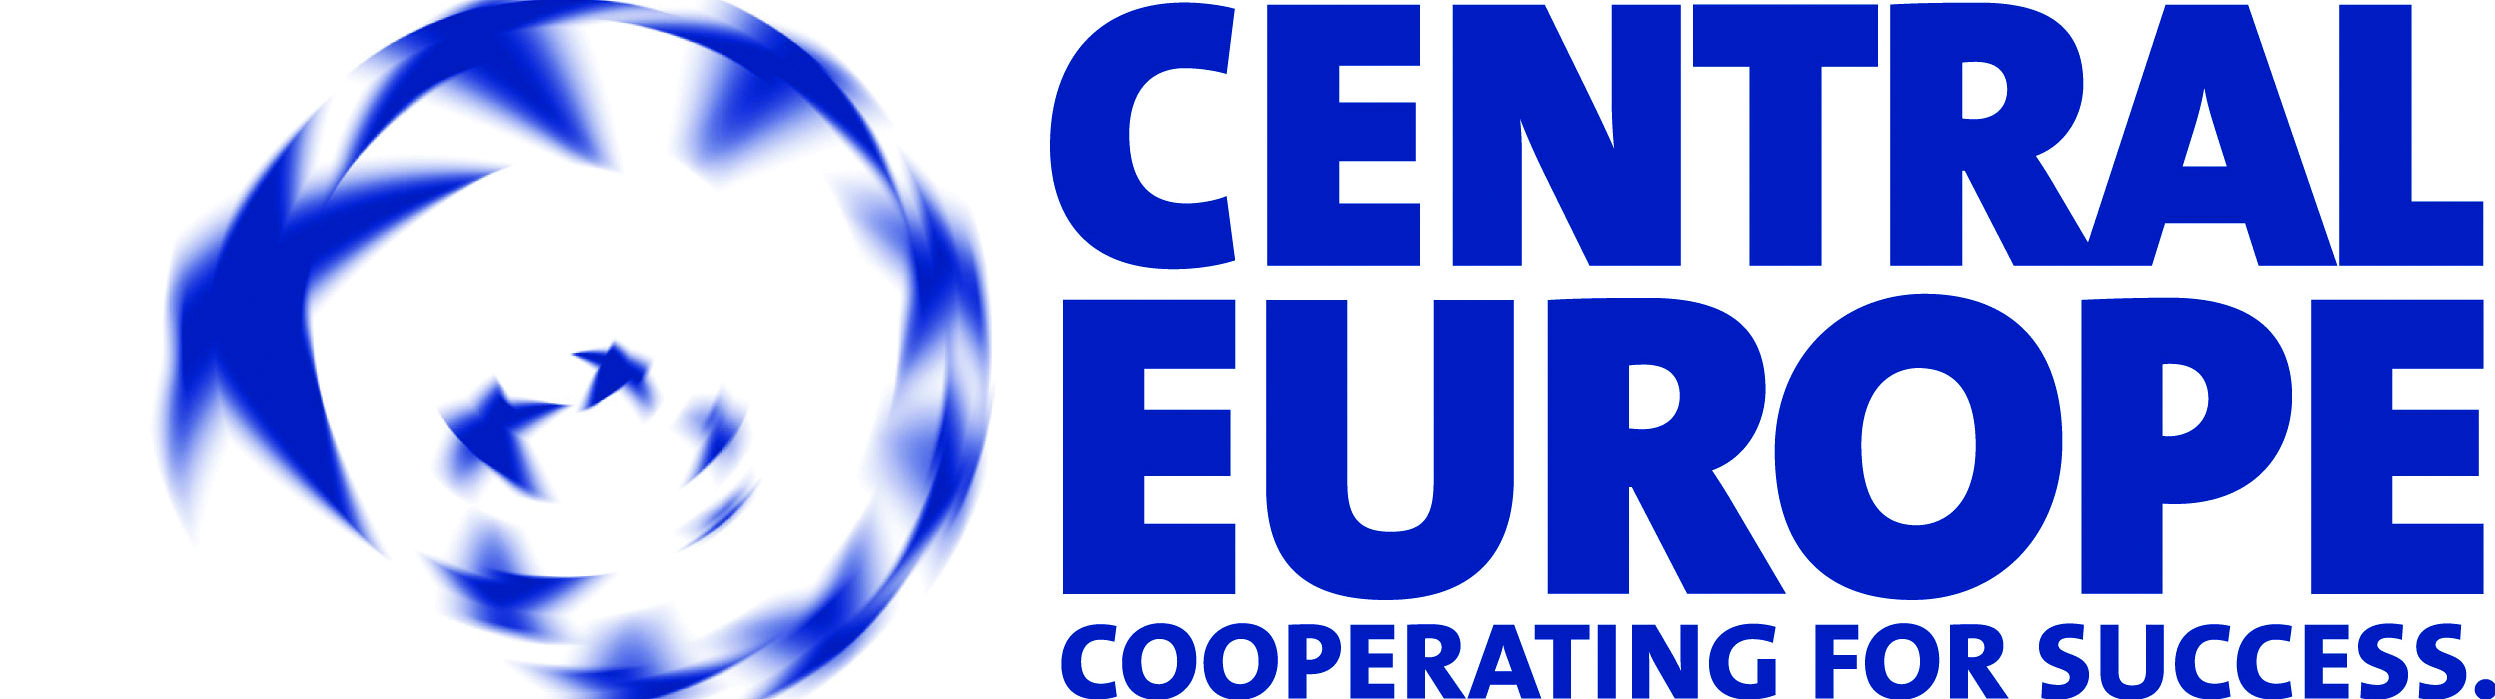 CENTRAL
EUROPE
COOPERATING FOR SUCCESS.